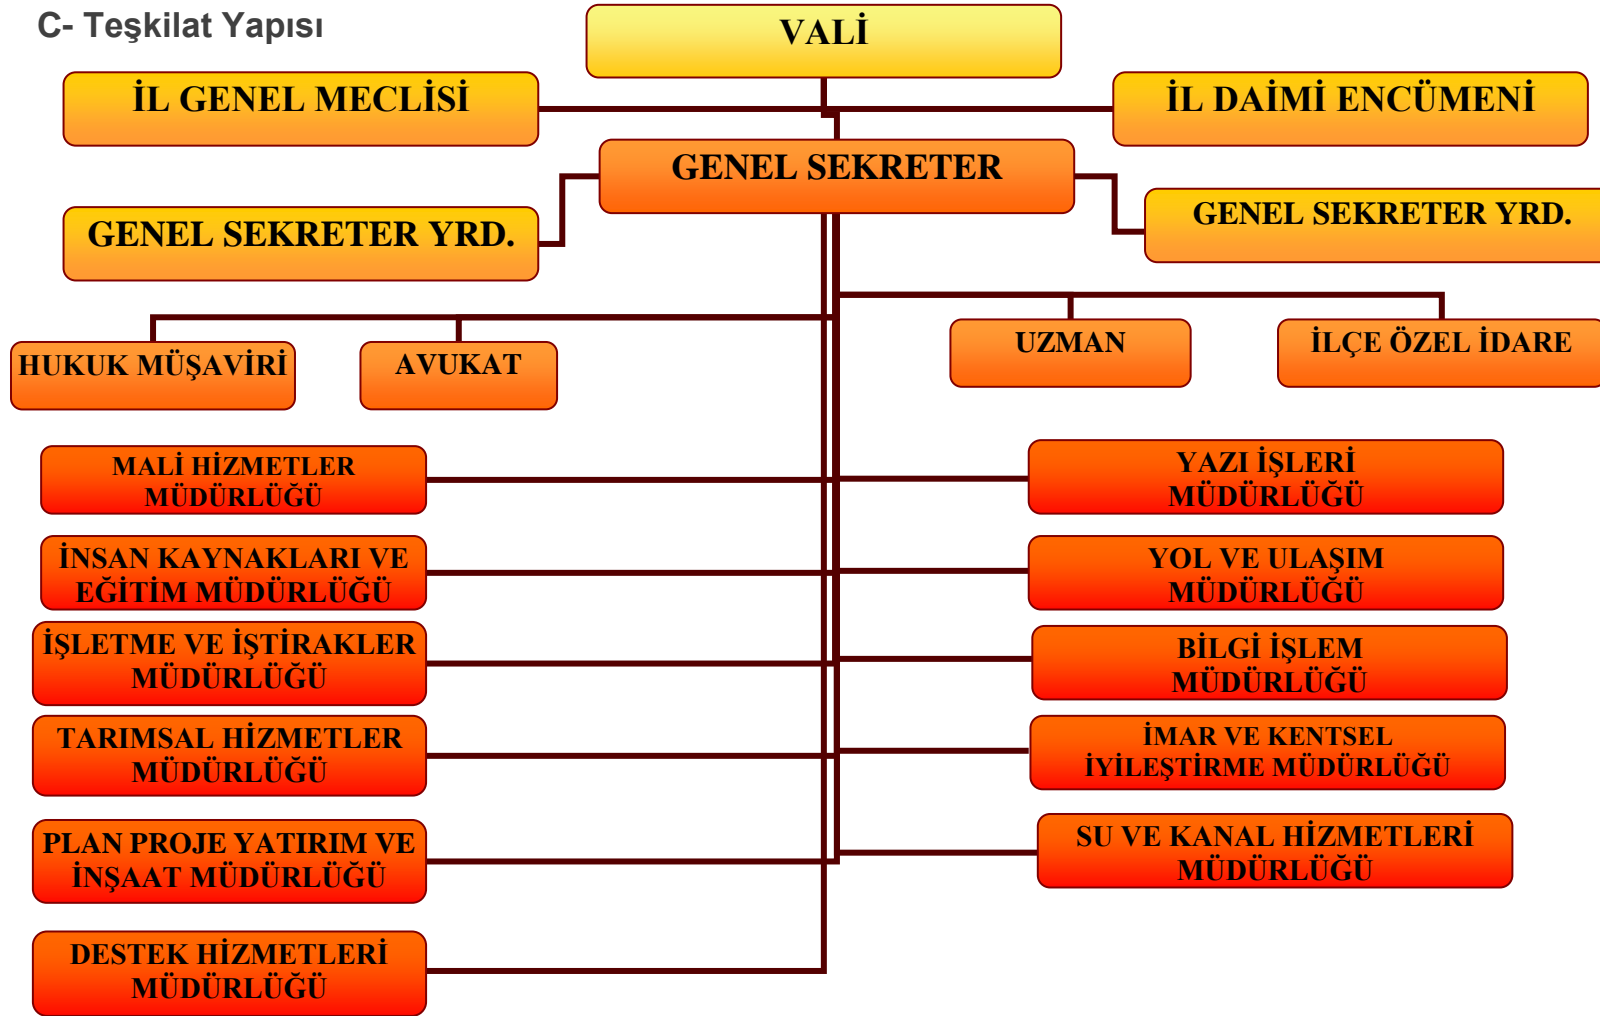 C- Teşkilat Yapısı
VALİ
İL GENEL MECLİSİ
İL DAİMİ ENCÜMENİ
GENEL SEKRETER
GENEL SEKRETER YRD.
GENEL SEKRETER YRD.
HUKUK MÜŞAVİRİ
AVUKAT
UZMAN
İLÇE ÖZEL İDARE
MALİ HİZMETLER
MÜDÜRLÜĞÜ
YAZI İŞLERİ
MÜDÜRLÜĞÜ
İNSAN KAYNAKLARI VE
EĞİTİM MÜDÜRLÜĞÜ
YOL VE ULAŞIM
MÜDÜRLÜĞÜ
İŞLETME VE İŞTİRAKLER
MÜDÜRLÜĞÜ
BİLGİ İŞLEM
MÜDÜRLÜĞÜ
TARIMSAL HİZMETLER
MÜDÜRLÜĞÜ
İMAR VE KENTSEL
İYİLEŞTİRME MÜDÜRLÜĞÜ
PLAN PROJE YATIRIM VE
İNŞAAT MÜDÜRLÜĞÜ
SU VE KANAL HİZMETLERİ
MÜDÜRLÜĞÜ
DESTEK HİZMETLERİ
MÜDÜRLÜĞÜ